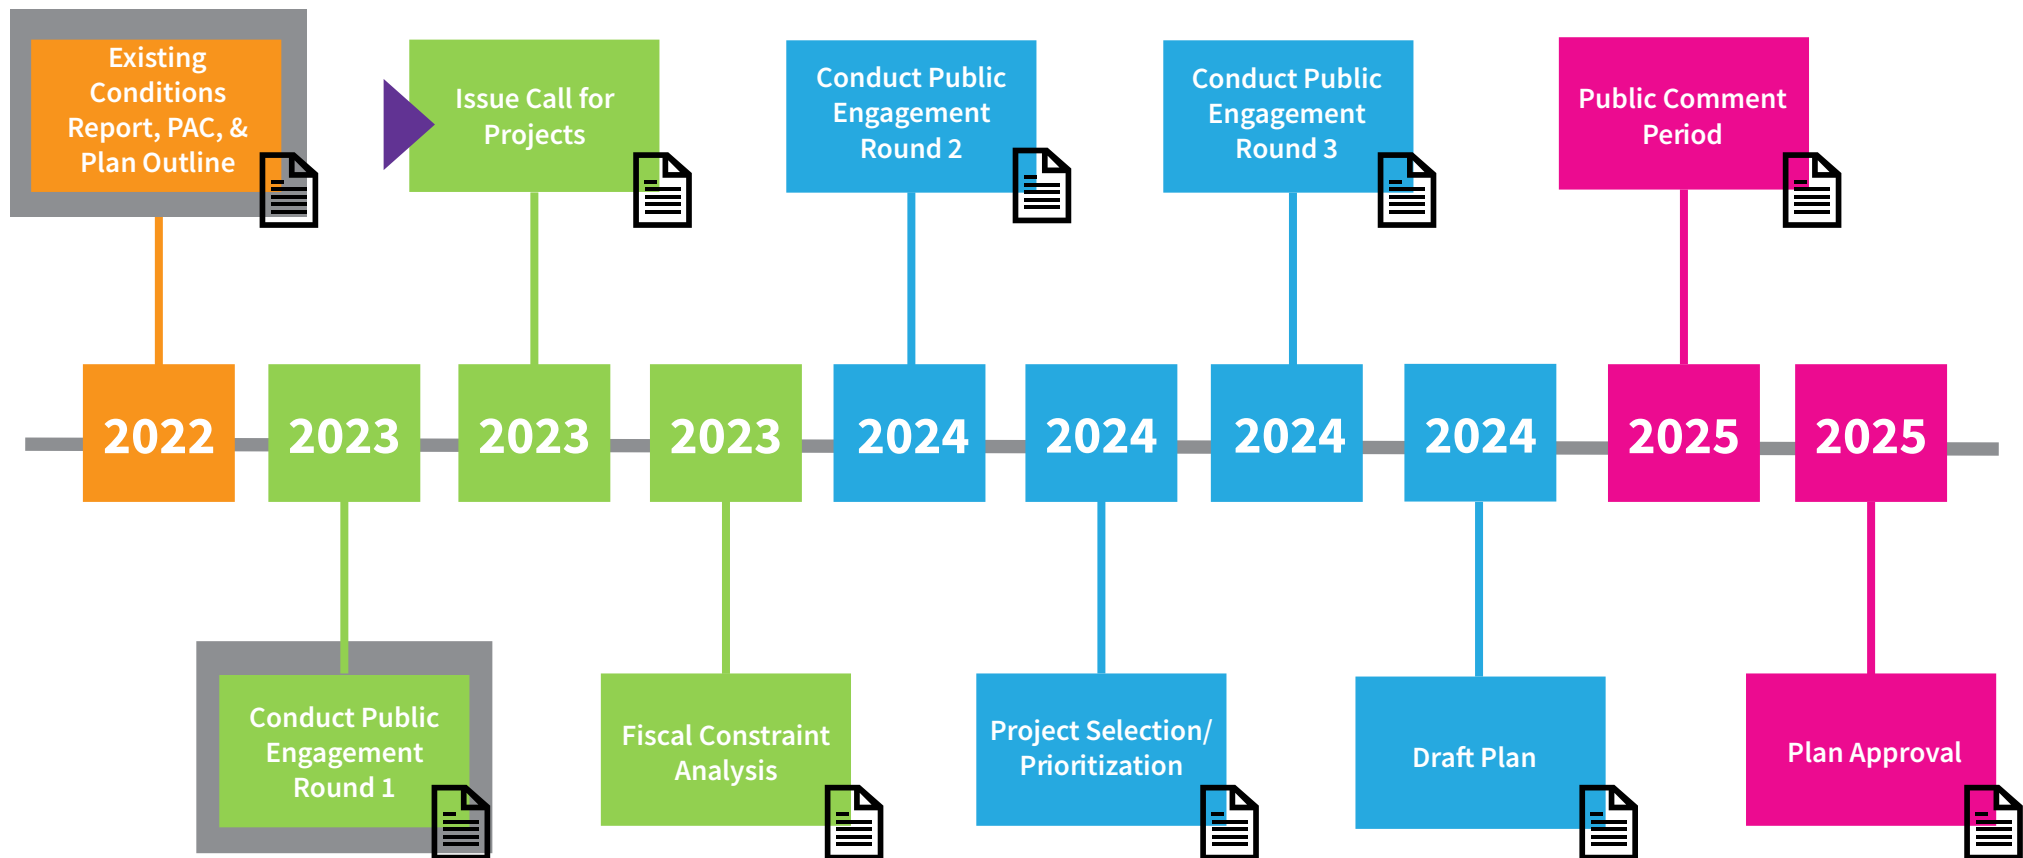 Existing
Conditions
Report, PAC, &
Plan Outline
Issue Call for
Projects
Conduct Public
Engagement
Round 2
Conduct Public
Engagement
Round 3
Public Comment
Period
2022
2023
2023
2023
2024
2024
2024
2024
2025
2025
Conduct Public
Engagement
Round 1
Fiscal Constraint
Analysis
Project Selection/
Prioritization
Draft Plan
Plan Approval